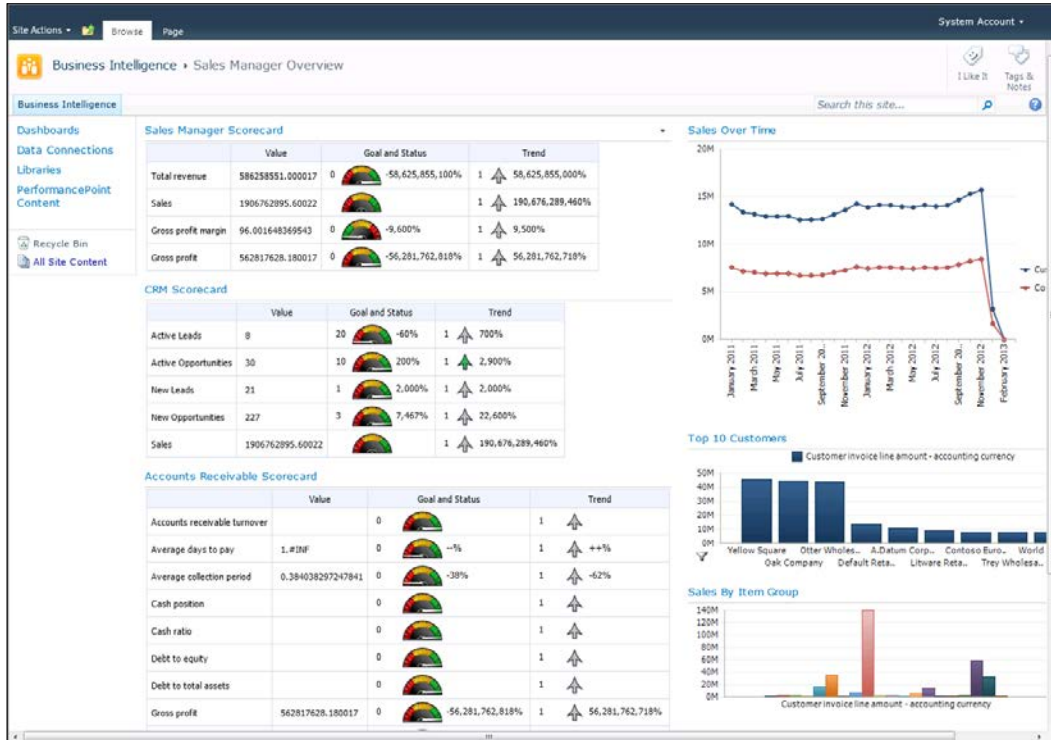 System Account
Site Actions Browse Page
Business Intelligence › Sales Manager Overview
I Like It Tags & Notes
Business Intelligence
Search this site...
Dashboards
Data Connections
Libraries
PerformancePoint Content
Recycle Bin
All Site Content
Sales Manager Scorecard
Value Goal and Status Trend
Total revenue 586258551.000017 0 -58,625,855,100% 1 58,625,855,000%
Sales 1906762895.60022 1 190,676,289,460%
Gross profit margin 96.001648369543 0 -9,600% 1 9,500%
Gross profit 562817628.180017 0 -56,281,762,818% 1 56,281,762,718%
CRM Scorecard
Value Goal and Status Trend
Active Leads 8 20 -60% 1 700%
Active Opportunities 30 10 200% 1 2,900%
New Leads 21 1 2,000% 1 2,000%
New Opportunities 227 3 7,467% 1 22,600%
Sales 1906762895.60022 1 190,676,289,460%
Accounts Receivable Scorecard
Value Goal and Status Trend
Accounts receivable turnover 0 1
Average days to pay 1.#INF 0 --% 1 ++%
Average collection period 0.384038297247841 0 -38% 1 -62%
Cash position 0 1
Cash ratio 0 1
Debt to equity 0 1
Debt to total assets 0 1
Gross profit 562817628.180017 0 -56,281,762,818% 1 56,281,762,718%
Sales Over Time
20M
15M
10M
5M
0M
Cu
Co
January 2011 March 2011 May 2011 July 2011 September 20.. November 2011 January 2012 March 2012 May 2012 July 2012 September 20.. November 2012 February 2013
Top 10 Customers
Customer invoice line amount - accounting currency
50M
40M
30M
20M
10M
0M
Yellow Square Otter Wholes.. A.Datum Corp.. Contoso Euro.. World
Oak Company Default Reta.. Litware Reta.. Trey Wholesa..
Sales By Item Group
140M
120M
100M
80M
60M
40M
20M
0M
Customer invoice line amount - accounting currency